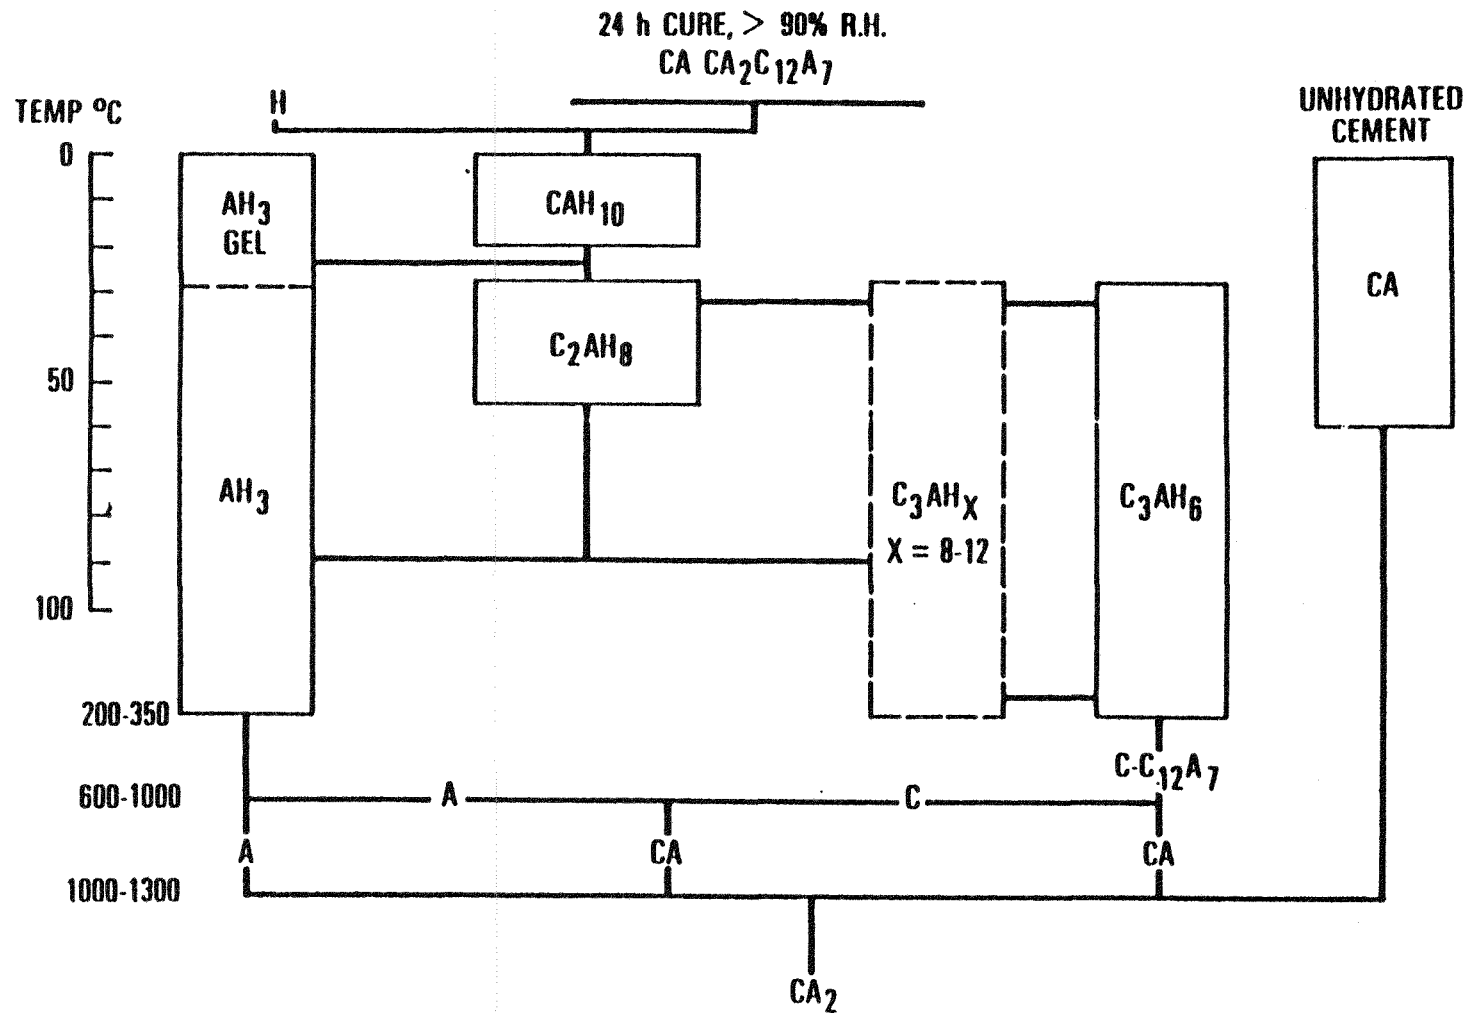 24 h CURE, > 90% R.H.
CA CA₂C₁₂A₇
TEMP °C
H
UNHYDRATED
CEMENT
0
AH₃
GEL
CAH₁₀
CA
C₂AH₈
50
AH₃
C₃AHₓ
X = 8-12
C₃AH₆
100
200-350
C-C₁₂A₇
600-1000
A
C
A
CA
CA
1000-1300
CA₂